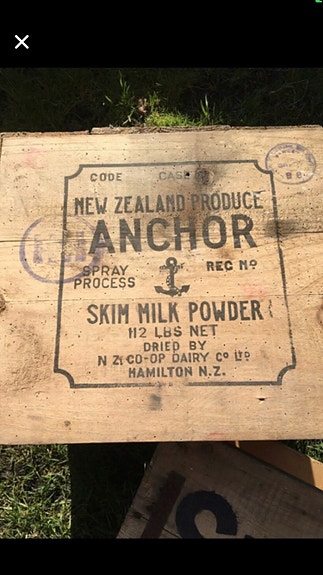 CODE CASE
NEW ZEALAND PRODUCE
ANCHOR
SPRAY REG NO
PROCESS
SKIM MILK POWDER
112 LBS NET
DRIED BY
N Z CO-OP DAIRY CO LTD
HAMILTON N.Z.